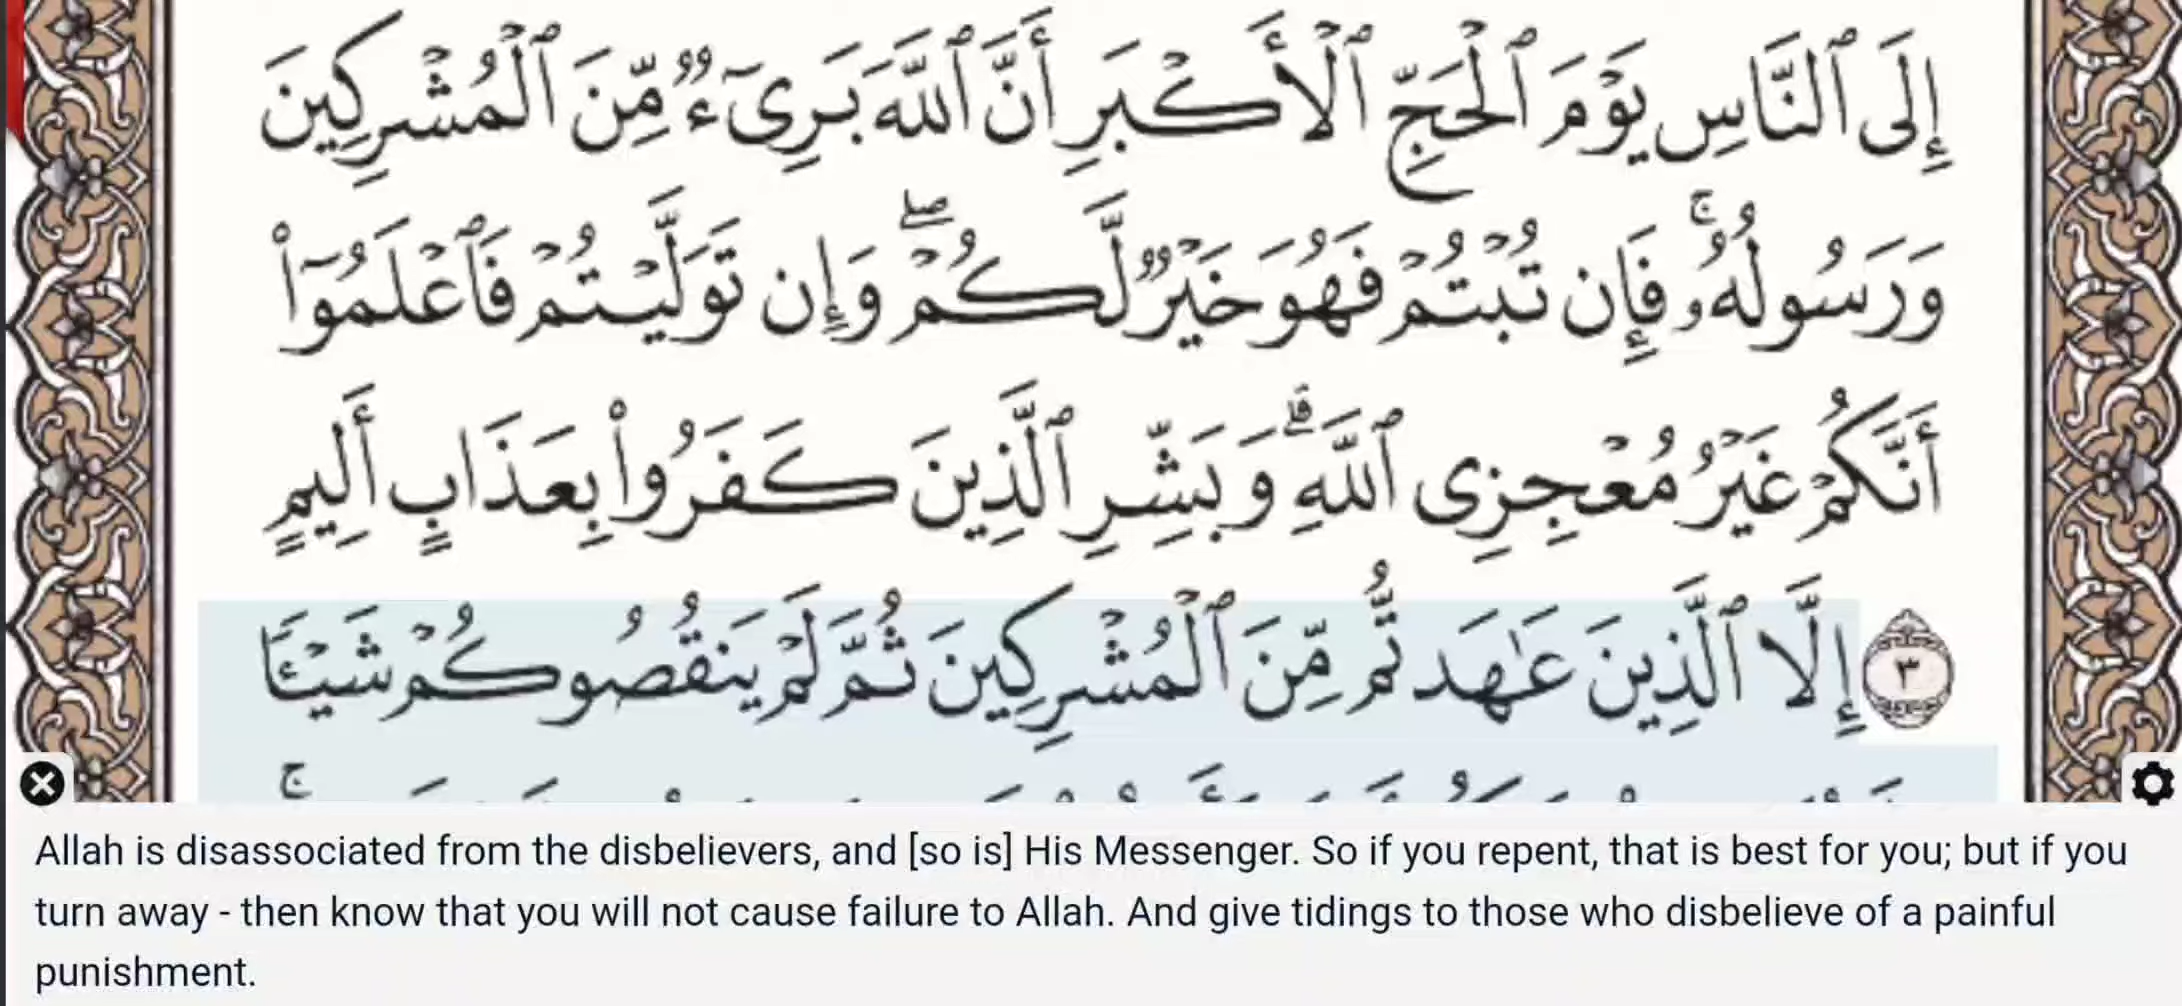 إِلَى ٱلنَّاسِ يَوْمَ ٱلْحَجِّ ٱلْأَكْبَرِ أَنَّ ٱللَّهَ بَرِىٓءٌ مِّنَ ٱلْمُشْرِكِينَ
وَرَسُولُهُۥ ۚ فَإِن تُبْتُمْ فَهُوَ خَيْرٌ لَّكُمْ ۖ وَإِن تَوَلَّيْتُمْ فَٱعْلَمُوٓا۟
أَنَّكُمْ غَيْرُ مُعْجِزِى ٱللَّهِ ۗ وَبَشِّرِ ٱلَّذِينَ كَفَرُوا۟ بِعَذَابٍ أَلِيمٍ
٣ إِلَّا ٱلَّذِينَ عَـٰهَدتُّم مِّنَ ٱلْمُشْرِكِينَ ثُمَّ لَمْ يَنقُصُوكُمْ شَيْـًٔا
Allah is disassociated from the disbelievers, and [so is] His Messenger. So if you repent, that is best for you; but if you
turn away - then know that you will not cause failure to Allah. And give tidings to those who disbelieve of a painful
punishment.